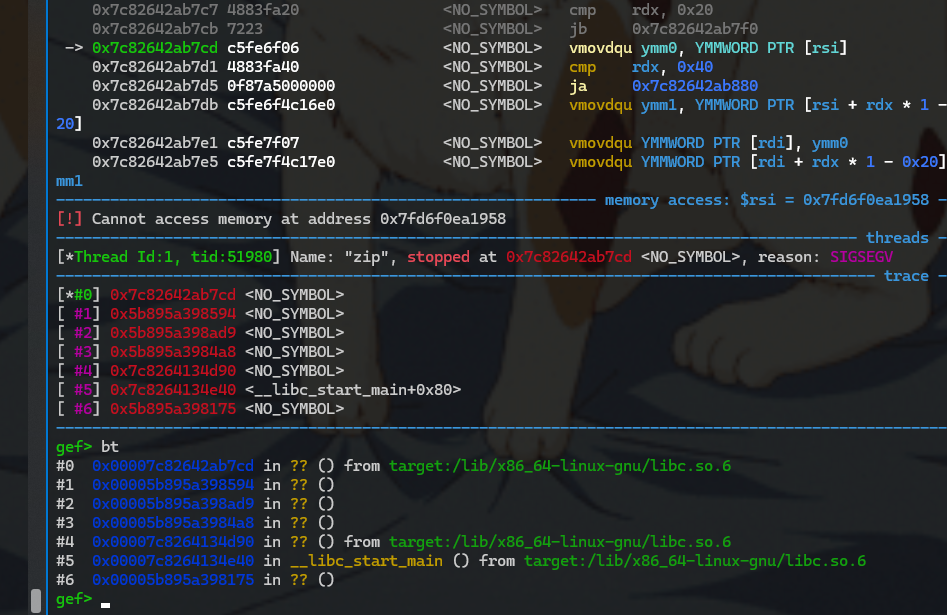 0x7c82642ab7c7 4883fa20 <NO_SYMBOL> cmp rdx, 0x20
0x7c82642ab7cb 7223 <NO_SYMBOL> jb 0x7c82642ab7f0
-> 0x7c82642ab7cd c5fe6f06 <NO_SYMBOL> vmovdqu ymm0, YMMWORD PTR [rsi]
0x7c82642ab7d1 4883fa40 <NO_SYMBOL> cmp rdx, 0x40
0x7c82642ab7d5 0f87a5000000 <NO_SYMBOL> ja 0x7c82642ab880
0x7c82642ab7db c5fe6f4c16e0 <NO_SYMBOL> vmovdqu ymm1, YMMWORD PTR [rsi + rdx * 1 -
20]
0x7c82642ab7e1 c5fe7f07 <NO_SYMBOL> vmovdqu YMMWORD PTR [rdi], ymm0
0x7c82642ab7e5 c5fe7f4c17e0 <NO_SYMBOL> vmovdqu YMMWORD PTR [rdi + rdx * 1 - 0x20]
mm1
memory access: $rsi = 0x7fd6f0ea1958
[!] Cannot access memory at address 0x7fd6f0ea1958
threads
[*Thread Id:1, tid:51980] Name: "zip", stopped at 0x7c82642ab7cd <NO_SYMBOL>, reason: SIGSEGV
trace
[*#0] 0x7c82642ab7cd <NO_SYMBOL>
[ #1] 0x5b895a398594 <NO_SYMBOL>
[ #2] 0x5b895a398ad9 <NO_SYMBOL>
[ #3] 0x5b895a3984a8 <NO_SYMBOL>
[ #4] 0x7c8264134d90 <NO_SYMBOL>
[ #5] 0x7c8264134e40 <__libc_start_main+0x80>
[ #6] 0x5b895a398175 <NO_SYMBOL>
gef> bt
#0 0x00007c82642ab7cd in ?? () from target:/lib/x86_64-linux-gnu/libc.so.6
#1 0x00005b895a398594 in ?? ()
#2 0x00005b895a398ad9 in ?? ()
#3 0x00005b895a3984a8 in ?? ()
#4 0x00007c8264134d90 in ?? () from target:/lib/x86_64-linux-gnu/libc.so.6
#5 0x00007c8264134e40 in __libc_start_main () from target:/lib/x86_64-linux-gnu/libc.so.6
#6 0x00005b895a398175 in ?? ()
gef>